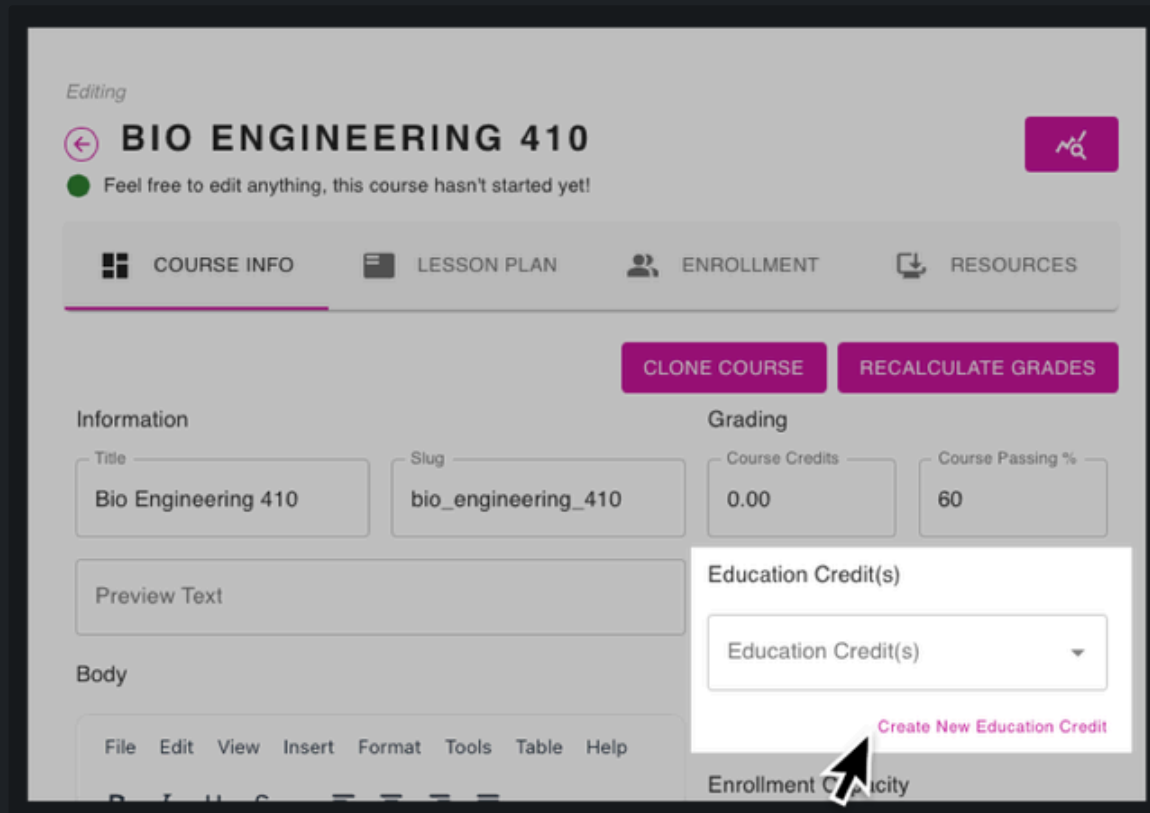 Editing
BIO ENGINEERING 410
Feel free to edit anything, this course hasn't started yet!
COURSE INFO LESSON PLAN ENROLLMENT RESOURCES
CLONE COURSE RECALCULATE GRADES
Information
Title
Bio Engineering 410
Slug
bio_engineering_410
Preview Text
Body
File Edit View Insert Format Tools Table Help
Grading
Course Credits
0.00
Course Passing %
60
Education Credit(s)
Education Credit(s)
Create New Education Credit
Enrollment Capacity